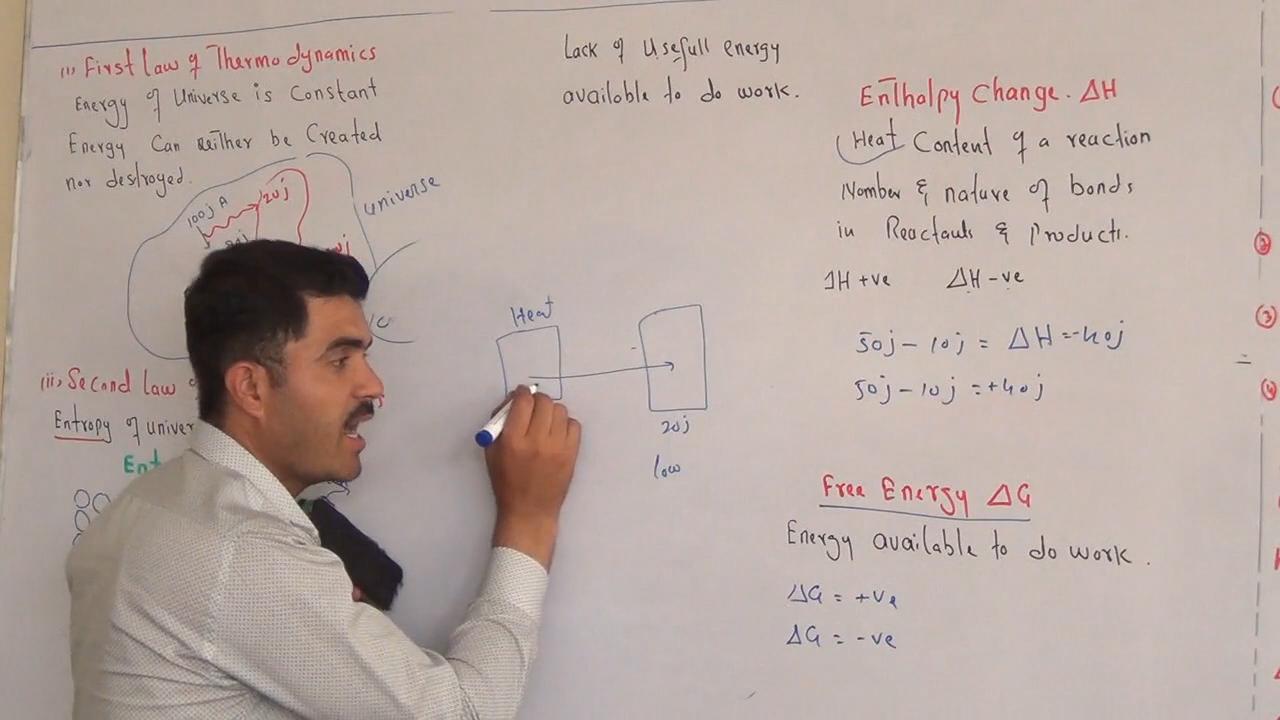 (i) First law of Thermodynamics
Energy of Universe is Constant
Energy Can neither be Created
nor destroyed.
100j A
20j
universe
(ii) Second law
Entropy of univer
Ent
Lack of Usefull energy
available to do work.
Heat
20j
low
Enthalpy Change. ΔH
Heat Content of a reaction
Number & nature of bonds
in Reactants & Products.
ΔH +ve ΔH -ve
50j - 10j = ΔH = -40j
50j - 10j = +40j
Free Energy ΔG
Energy available to do work.
ΔG = +ve
ΔG = -ve